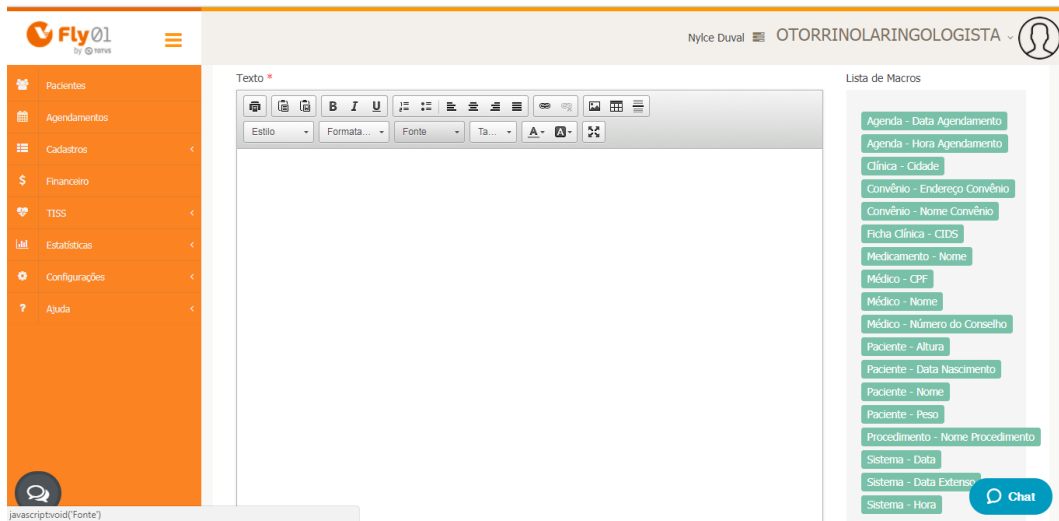 Fly01
by nervs
Nylce Duval OTORRINOLARINGOLOGISTA
Pacientes
Agendamentos
Cadastros
Financeiro
TISS
Estatísticas
Configurações
Ajuda
Texto *
B I U
Estilo Formata... Fonte Ta... A A
Lista de Macros
Agenda - Data Agendamento
Agenda - Hora Agendamento
Clínica - Cidade
Convênio - Endereço Convênio
Convênio - Nome Convênio
Ficha Clínica - CIDS
Medicamento - Nome
Médico - CPF
Médico - Nome
Médico - Número do Conselho
Paciente - Altura
Paciente - Data Nascimento
Paciente - Nome
Paciente - Peso
Procedimento - Nome Procedimento
Sistema - Data
Sistema - Data Extenso
Sistema - Hora
Chat
javascript:void('Fonte')